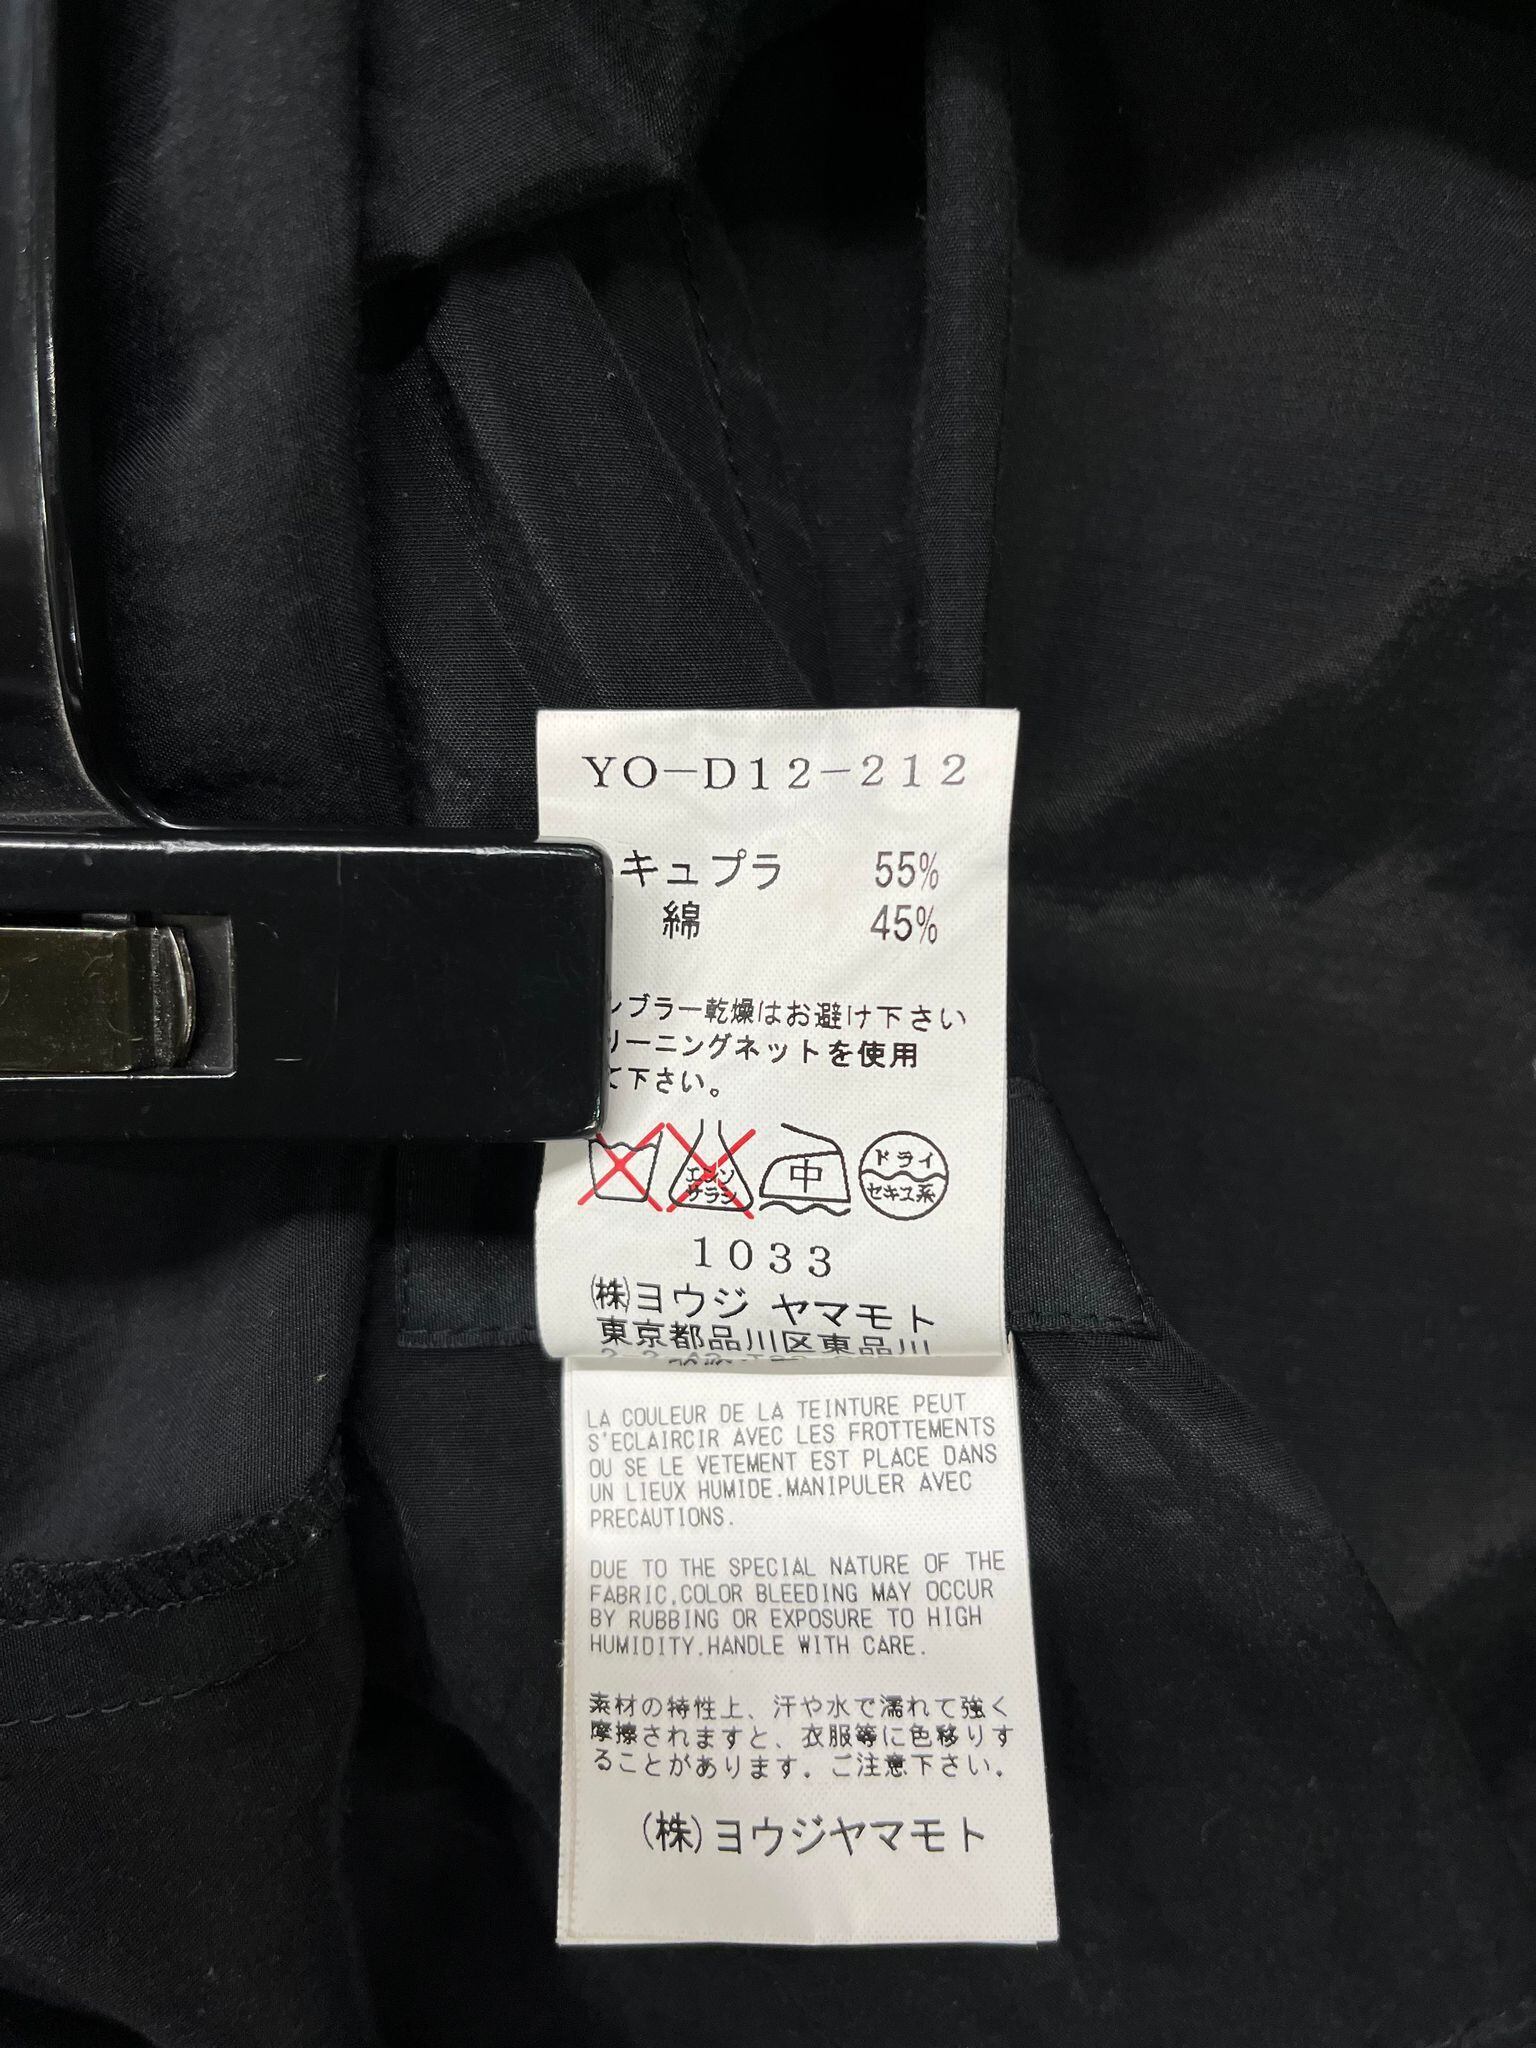 YO-D12-212
キュプラ 55%
綿 45%
ンブラー乾燥はお避け下さい
リーニングネットを使用
て下さい。
エンソ
サラシ
中
ドライ
セキユ系
1033
(株)ヨウジ ヤマモト
東京都品川区東品川
LA COULEUR DE LA TEINTURE PEUT
S'ECLAIRCIR AVEC LES FROTTEMENTS
OU SE LE VETEMENT EST PLACE DANS
UN LIEUX HUMIDE.MANIPULER AVEC
PRECAUTIONS.
DUE TO THE SPECIAL NATURE OF THE
FABRIC,COLOR BLEEDING MAY OCCUR
BY RUBBING OR EXPOSURE TO HIGH
HUMIDITY.HANDLE WITH CARE.
素材の特性上、汗や水で濡れて強く
摩擦されますと、衣服等に色移りす
ることがあります。ご注意下さい。
(株)ヨウジヤマモト